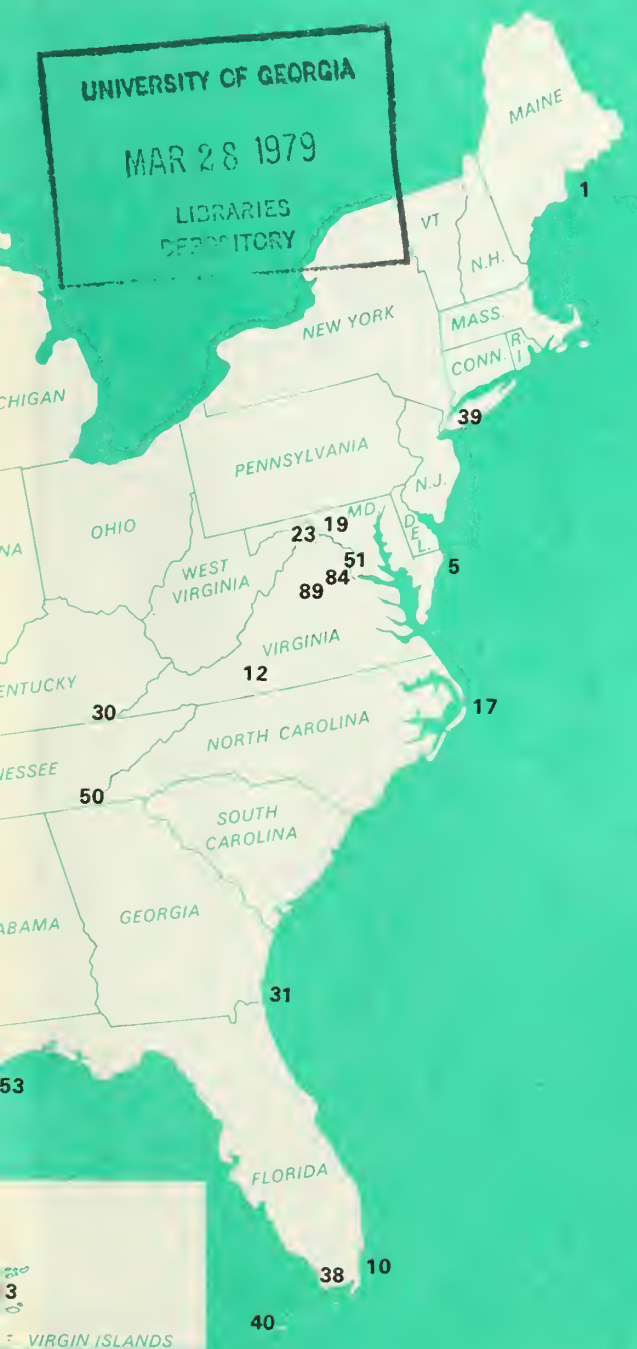 UNIVERSITY OF GEORGIA
MAR 28 1979
LIBRARIES
DEPOSITORY
MAINE
1
VT
N.H.
NEW YORK
MASS.
CONN.
R.
I
CHIGAN
39
PENNSYLVANIA
N.J.
OHIO
MD.
D
E
L.
NA
23
19
WEST
VIRGINIA
51
84
89
5
VIRGINIA
12
ENTUCKY
30
17
NORTH CAROLINA
NESSEE
50
SOUTH
CAROLINA
GEORGIA
ABAMA
31
53
FLORIDA
38
10
3
40
VIRGIN ISLANDS